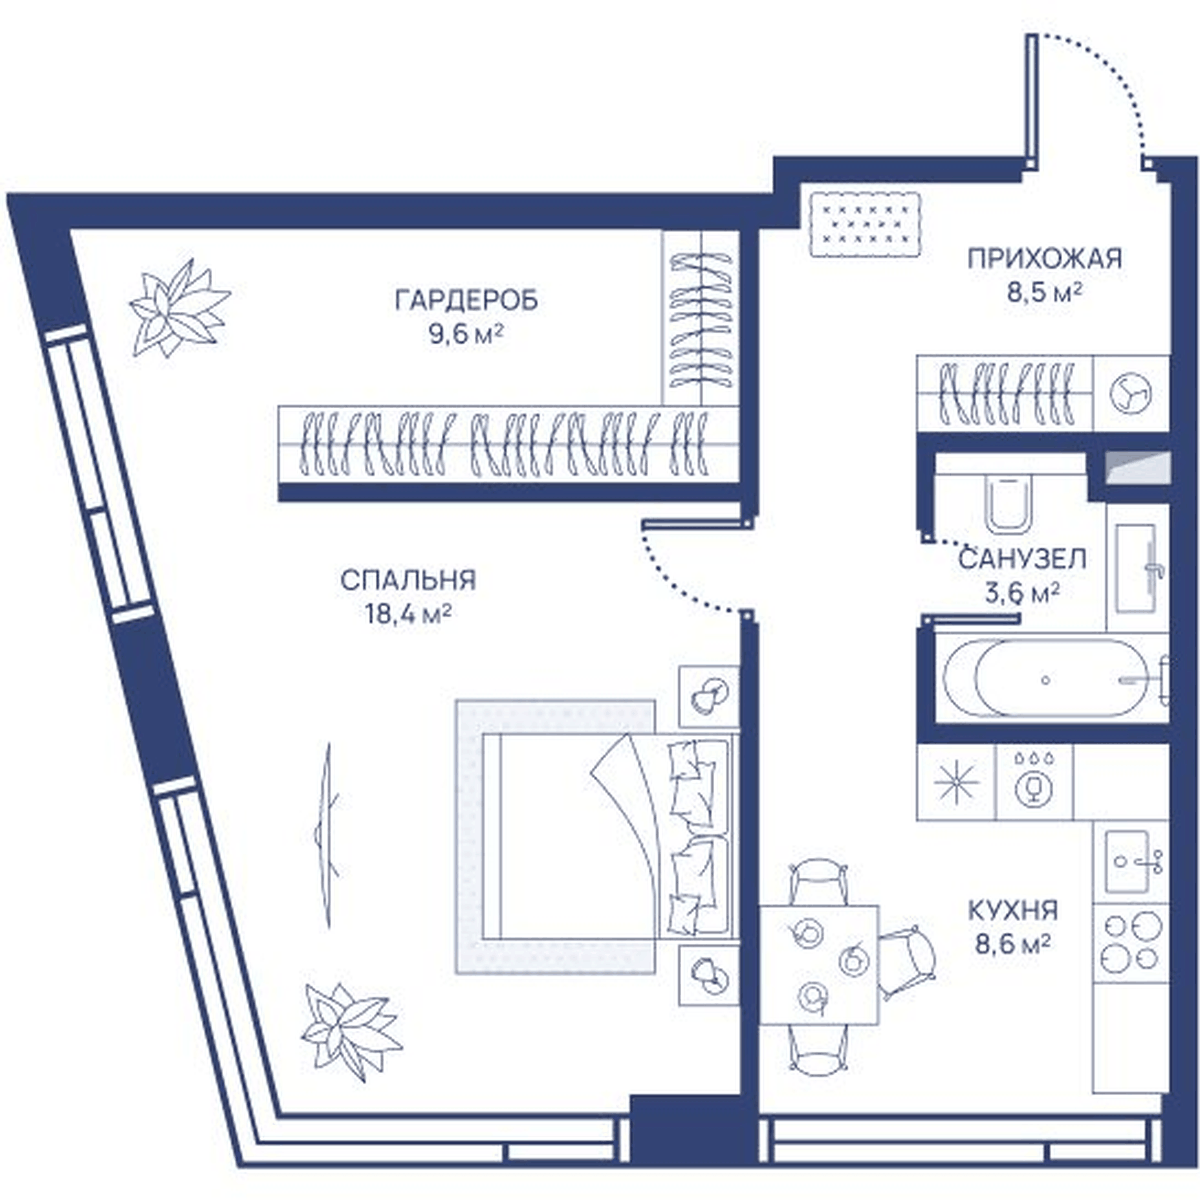 ПРИХОЖАЯ
8,5 м²
ГАРДЕРОБ
9,6 м²
САНУЗЕЛ
3,6 м²
СПАЛЬНЯ
18,4 м²
КУХНЯ
8,6 м²